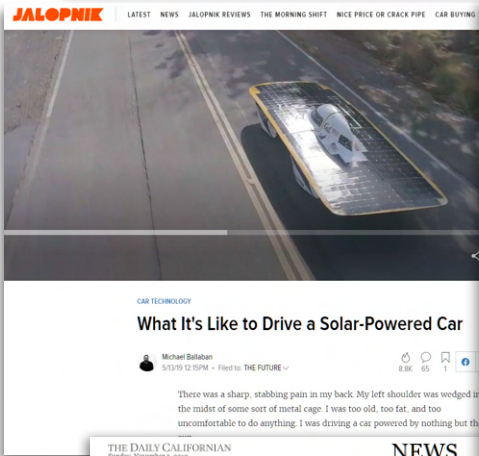 JALOPNIK
LATEST NEWS JALOPNIK REVIEWS THE MORNING SHIFT NICE PRICE OR CRACK PIPE CAR BUYING
CAR TECHNOLOGY
What It's Like to Drive a Solar-Powered Car
Michael Ballaban
5/13/19 12:15PM • Filed to: THE FUTURE
8.8K 65 1
There was a sharp, stabbing pain in my back. My left shoulder was wedged in
the midst of some sort of metal cage. I was too old, too fat, and too
uncomfortable to do anything. I was driving a car powered by nothing but the
THE DAILY CALIFORNIAN
NEWS